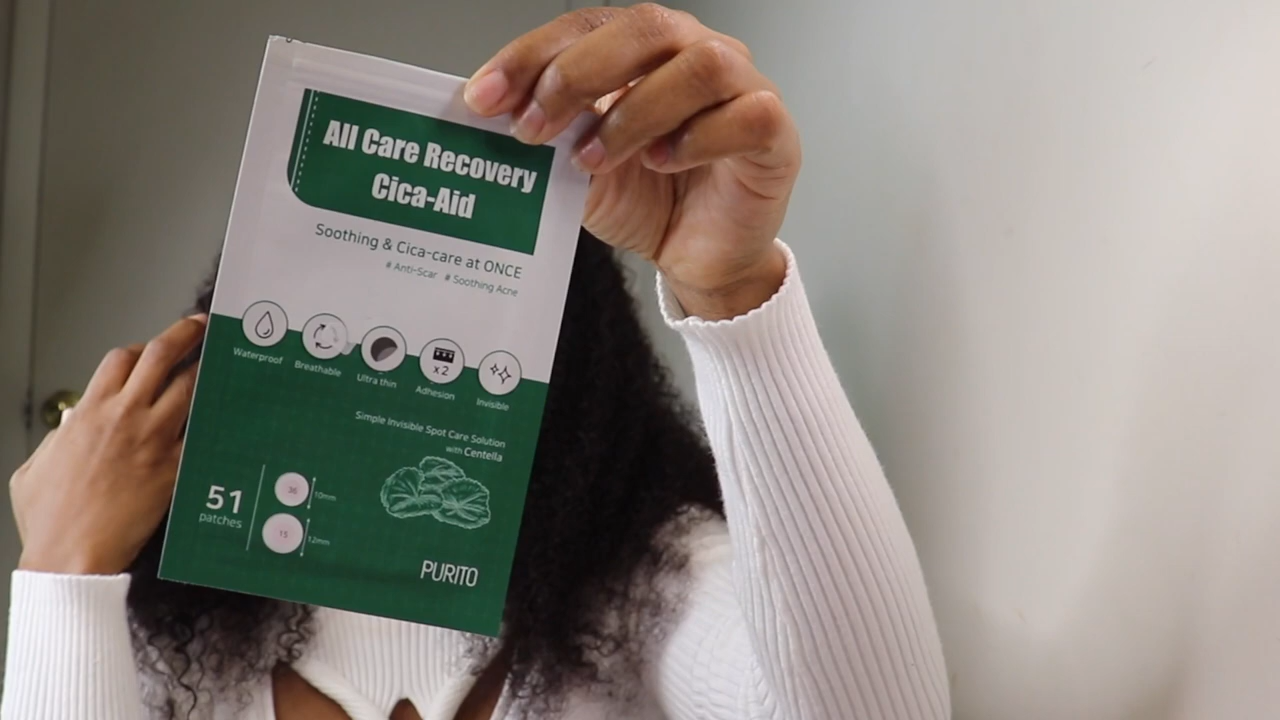 All Care Recovery
Cica-Aid
Soothing & Cica-care at ONCE
# Anti-Scar # Soothing Acne
Waterproof
Breathable
Ultra thin
x2
Adhesion
Invisible
Simple Invisible Spot Care Solution
with Centella
51
patches
36
10mm
15
12mm
PURITO